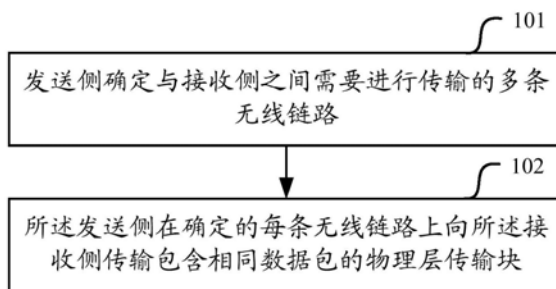 101
发送侧确定与接收侧之间需要进行传输的多条
无线链路
102
所述发送侧在确定的每条无线链路上向所述接
收侧传输包含相同数据包的物理层传输块